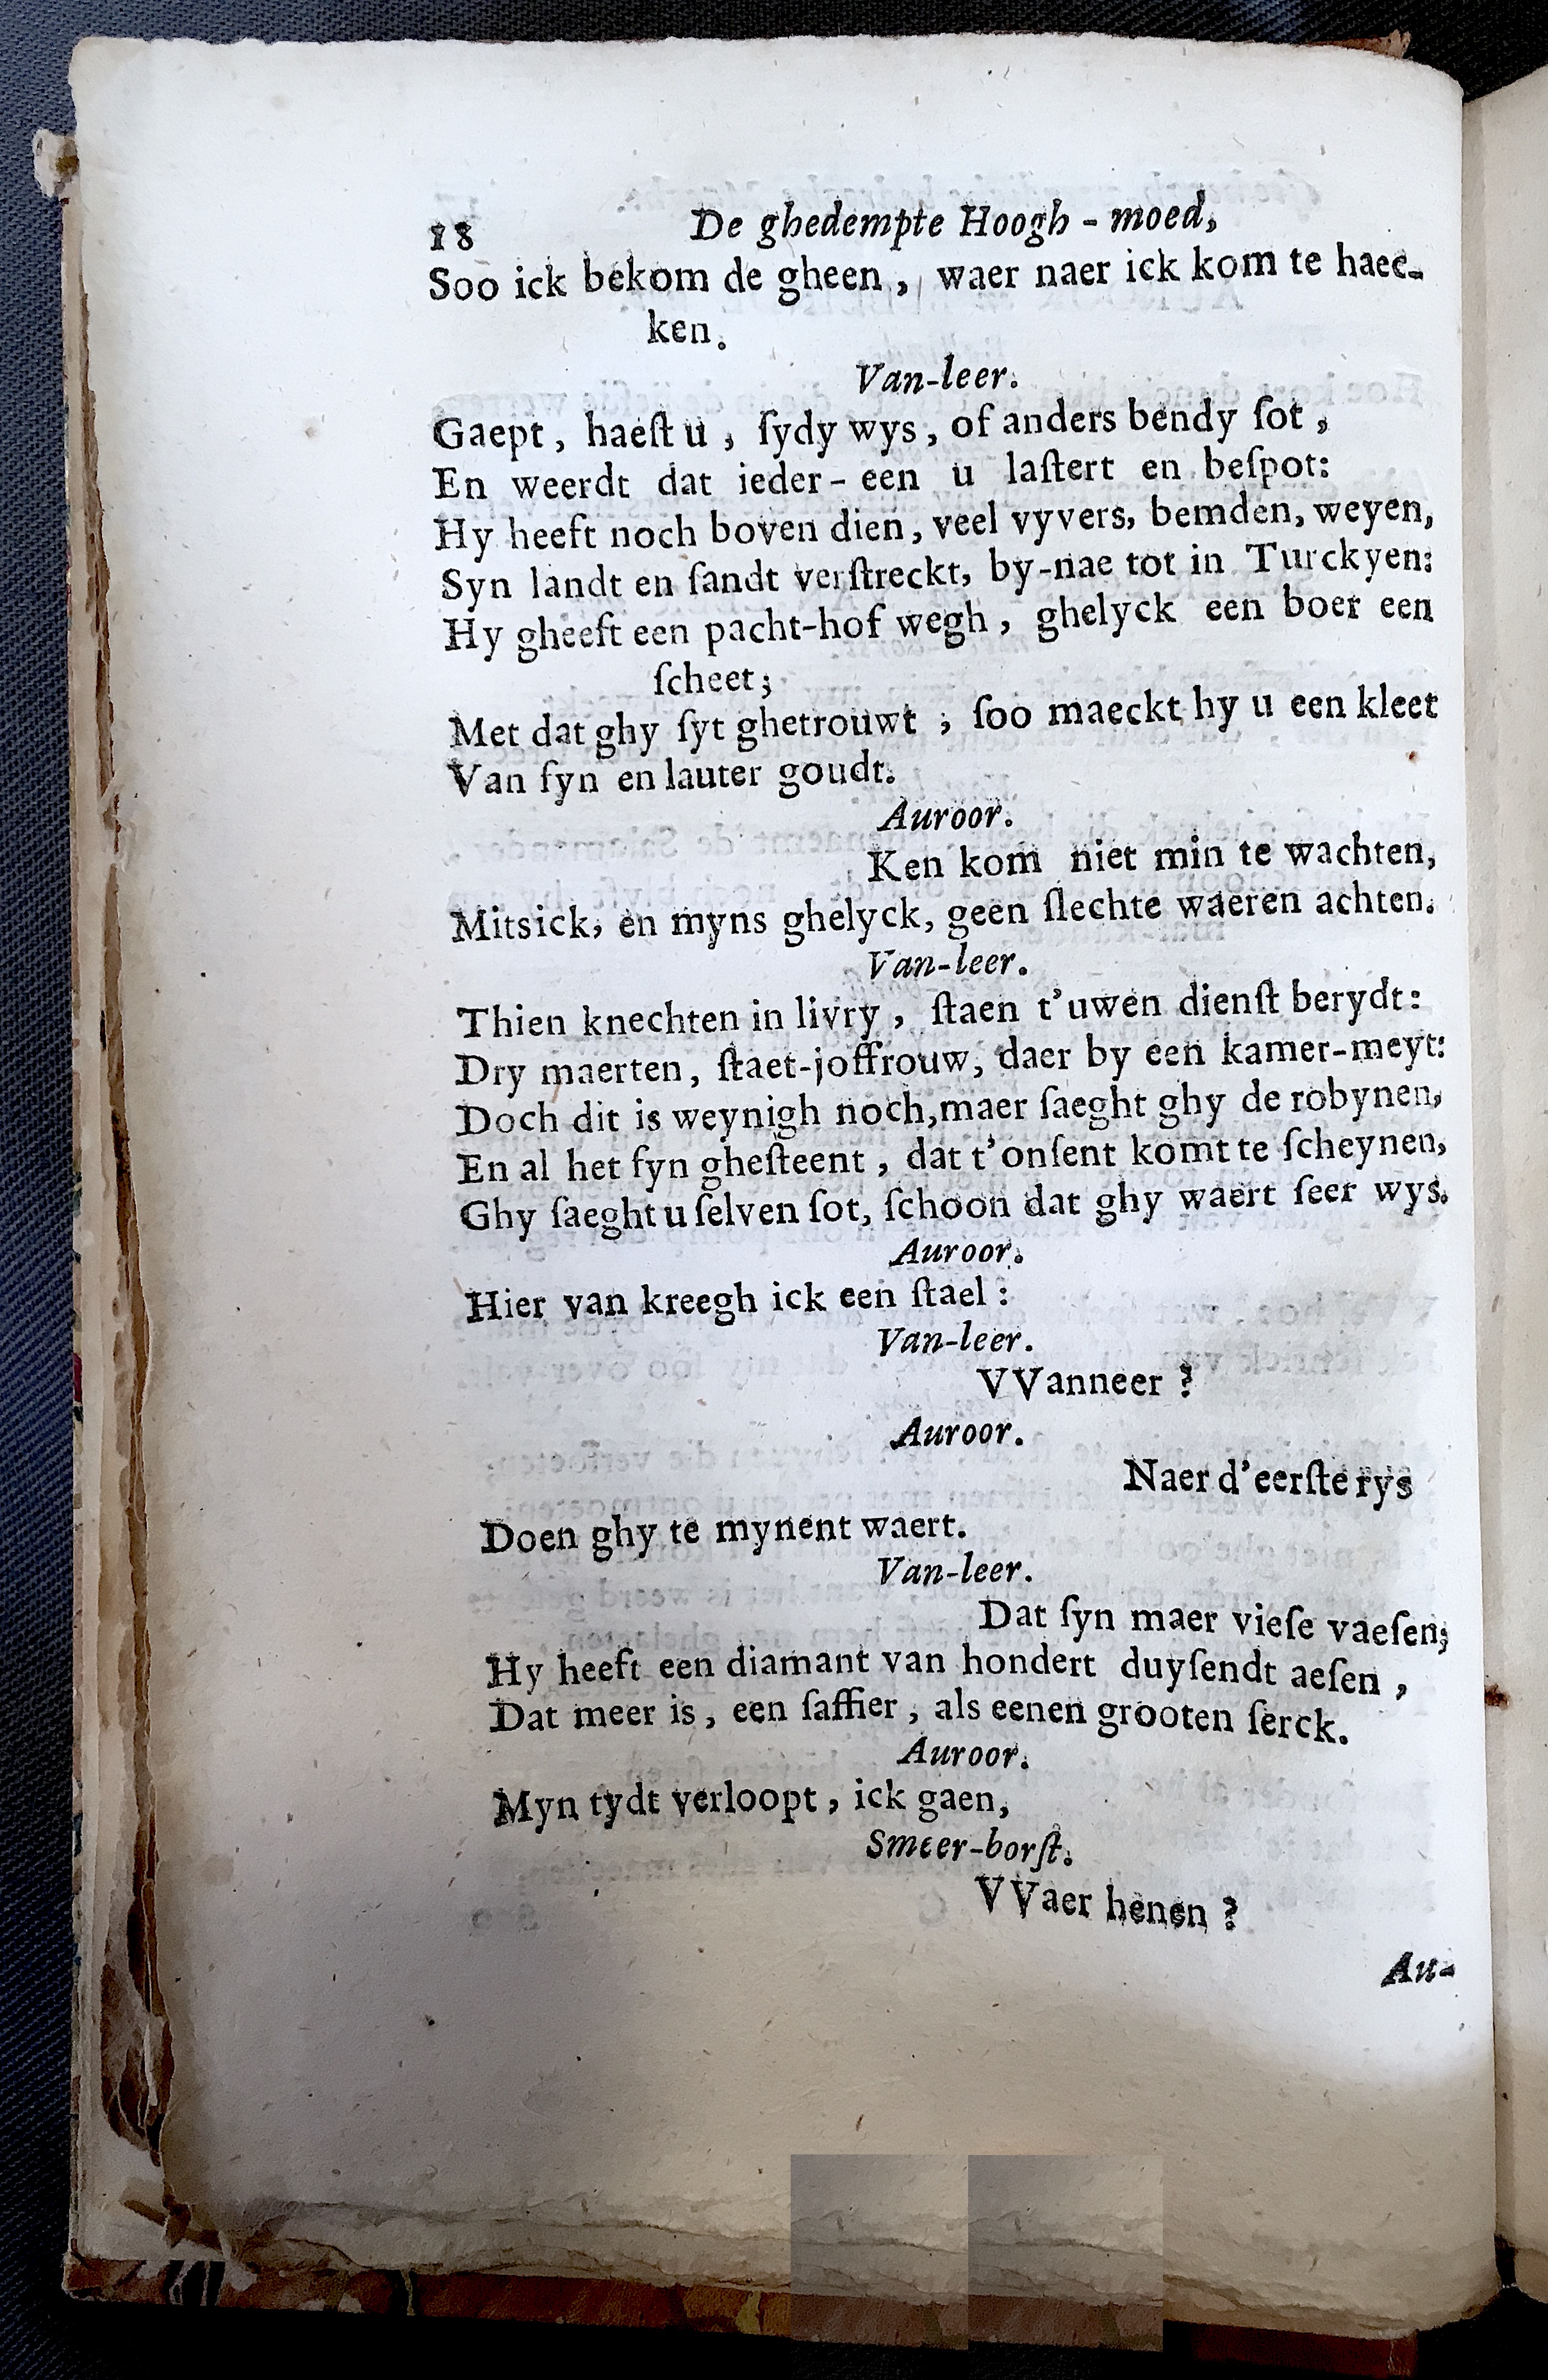 18 De ghedempte Hoogh-moed,
Soo ick bekom de gheen, waer naer ick kom te haec-
ken.
Van-leer.
Gaept, haeſt u, ſydy wys, of anders bendy ſot,
En weerdt dat ieder-een u laſtert en beſpot:
Hy heeft noch boven dien, veel vyvers, bemden, weyen,
Syn landt en ſandt verſtreckt, by-nae tot in Turckyen:
Hy gheeft een pacht-hof wegh, ghelyck een boer een
ſcheet;
Met dat ghy ſyt ghetrouwt, ſoo maeckt hy u een kleet
Van fyn en lauter goudt.
Auroor.
Ken kom niet min te wachten,
Mitsick, en myns ghelyck, geen ſlechte waeren achten.
Van-leer.
Thien knechten in livry, ſtaen t'uwen dienſt berydt:
Dry maerten, ſtaet-joffrouw, daer by een kamer-meyt:
Doch dit is weynigh noch, maer ſaeght ghy de robynen,
En al het fyn gheſteent, dat t'onſent komt te ſcheynen,
Ghy ſaeght u ſelven ſot, ſchoon dat ghy waert ſeer wys.
Auroor.
Hier van kreegh ick een ſtael:
Van-leer.
VVanneer?
Auroor.
Naer d'eerſte rys
Doen ghy te mynent waert.
Van-leer.
Dat ſyn maer vieſe vaeſen;
Hy heeft een diamant van hondert duyſendt aeſen,
Dat meer is, een ſaffier, als eenen grooten ſerck.
Auroor.
Myn tydt verloopt, ick gaen,
Smeer-borſt.
VVaer henen?
Au-